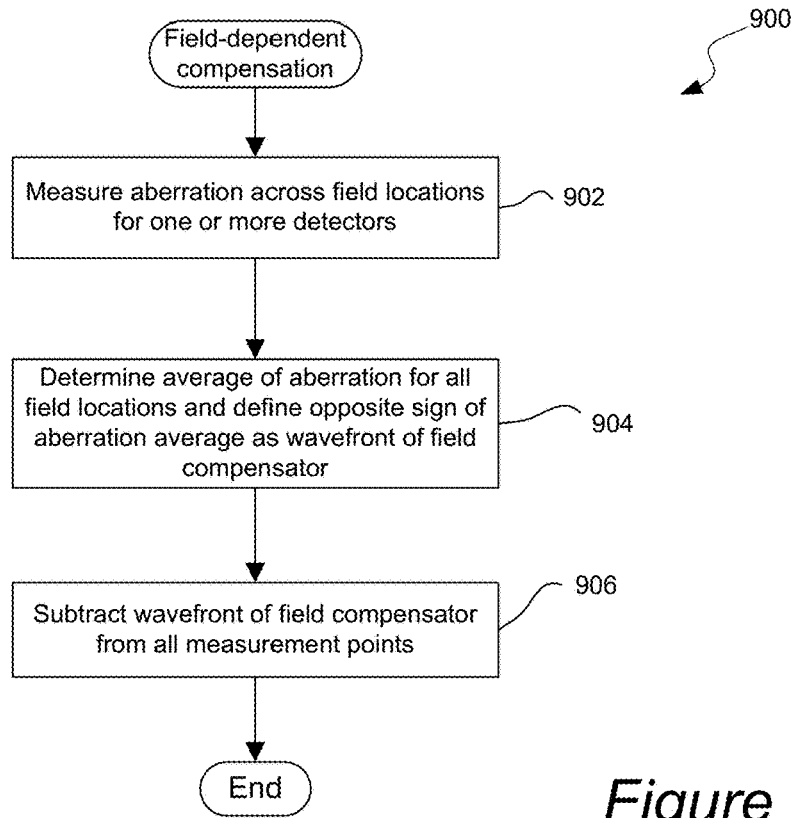 900
Field-dependent
compensation
Measure aberration across field locations
for one or more detectors
902
Determine average of aberration for all
field locations and define opposite sign of
aberration average as wavefront of field
compensator
904
906
Subtract wavefront of field compensator
from all measurement points
End
Figure